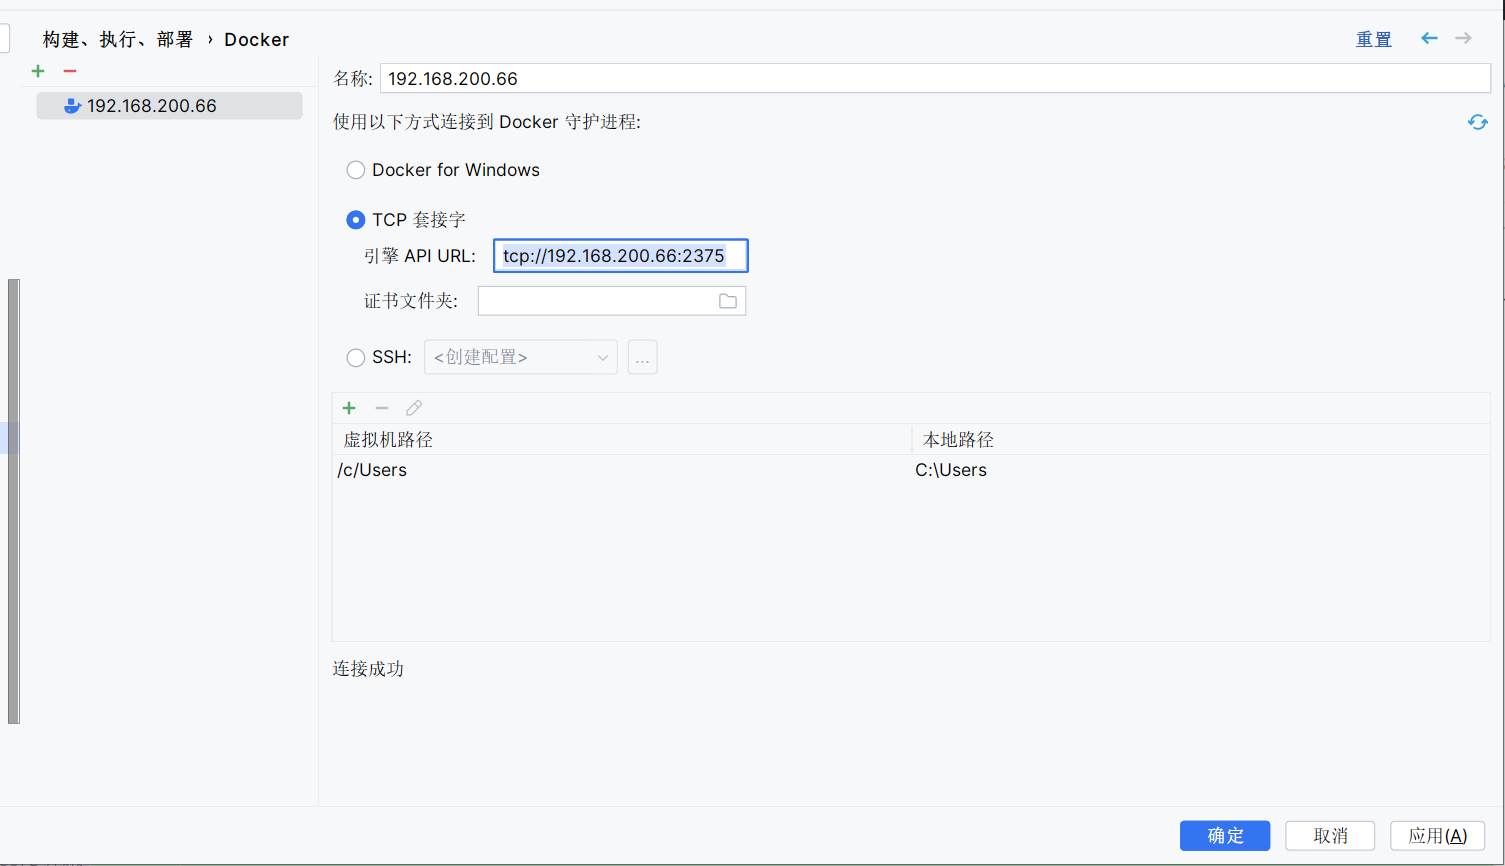 构建、执行、部署 › Docker
重置
192.168.200.66
名称: 192.168.200.66
使用以下方式连接到 Docker 守护进程:
Docker for Windows
TCP 套接字
引擎 API URL: tcp://192.168.200.66:2375
证书文件夹:
SSH: <创建配置> ...
虚拟机路径 本地路径
/c/Users C:\Users
连接成功
确定 取消 应用(A)